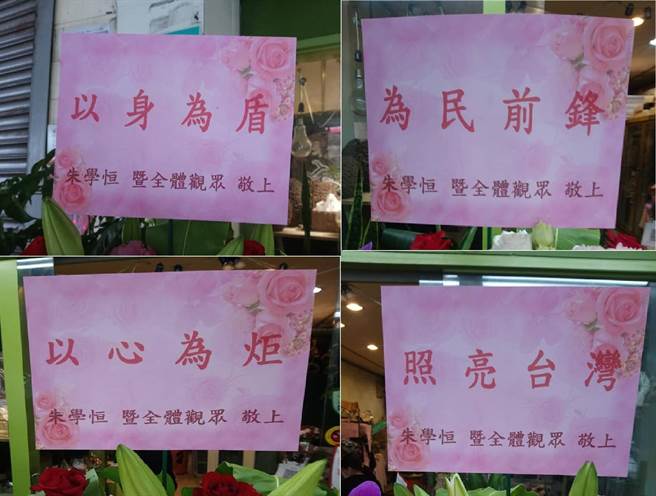 以身為盾
朱學恒 暨全體觀眾 敬上
為民前鋒
朱學恒 暨全體觀眾 敬上
以心為炬
朱學恒 暨全體觀眾 敬上
照亮台灣
朱學恒 暨全體觀眾 敬上